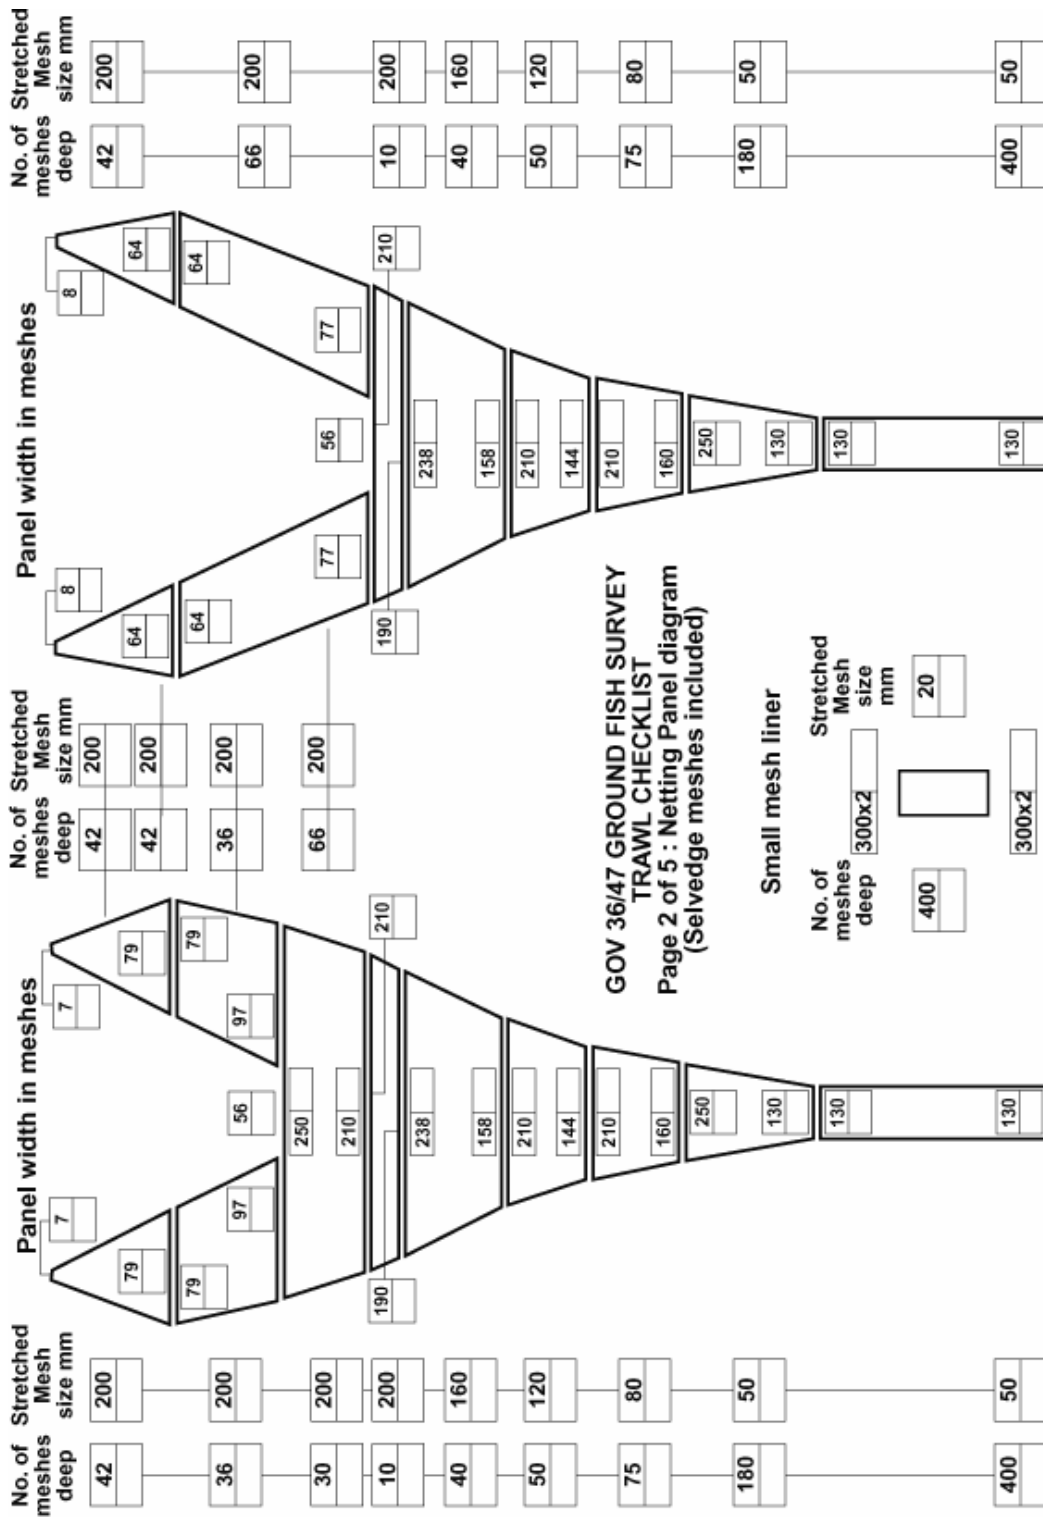 No. of meshes deep
Stretched Mesh size mm
Panel width in meshes
No. of meshes deep
Stretched Mesh size mm
Panel width in meshes
No. of meshes deep
Stretched Mesh size mm
42 200 7 7 42 200 8 8 42 200
79 79 42 200 64 64
36 200 79 97 56 97 79 36 200 64 64 66 200
30 200 250 210 66 200 77 56 77
10 200 190 210 190 210 10 200
40 160 238 158 238 158 40 160
50 120 210 144 210 144 50 120
75 80 210 160 210 160 75 80
180 50 250 130 250 130 180 50
400 50 130 130 130 130 400 50
GOV 36/47 GROUND FISH SURVEY
TRAWL CHECKLIST
Page 2 of 5 : Netting Panel diagram
(Selvedge meshes included)
Small mesh liner
No. of
meshes
deep
400
300x2
300x2
Stretched
Mesh
size
mm
20